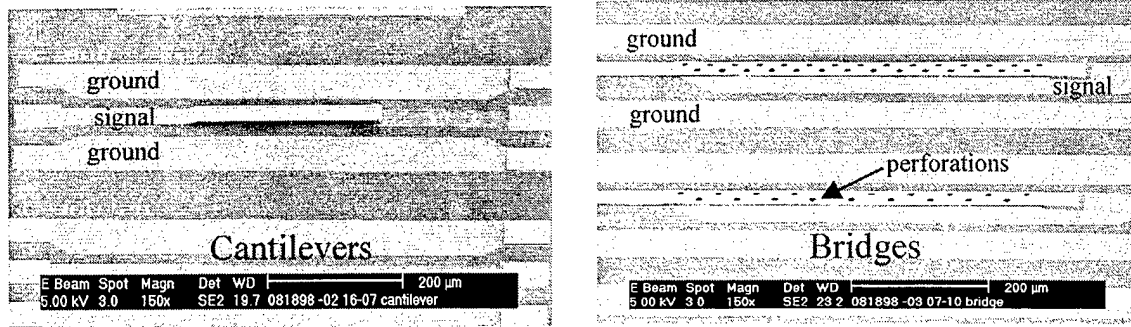 ground
signal
ground
Cantilevers
E Beam Spot Magn Det WD 200 µm
5.00 kV 3.0 150x SE2 19.7 081898 -02 16-07 cantilever
ground
signal
ground
perforations
Bridges
E Beam Spot Magn Det WD 200 µm
5.00 kV 3.0 150x SE2 23 2 081898 -03 07-10 bridge